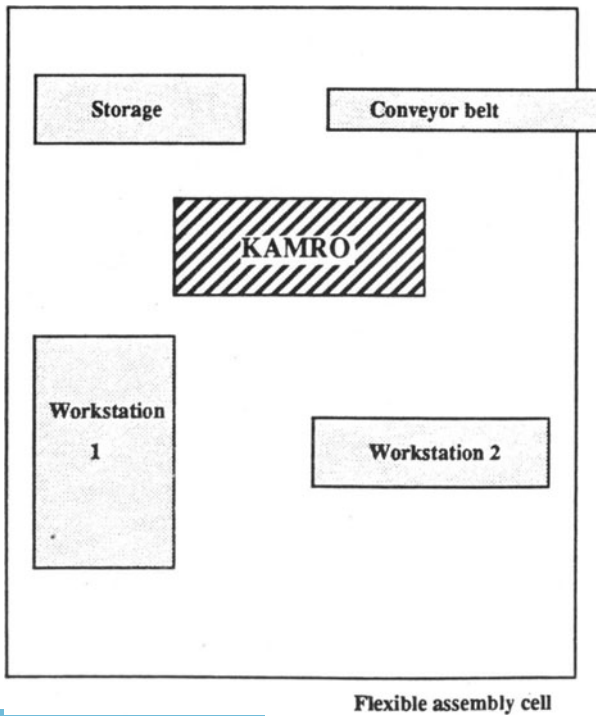 Storage
Conveyor belt
KAMRO
Workstation
1
Workstation 2
Flexible assembly cell